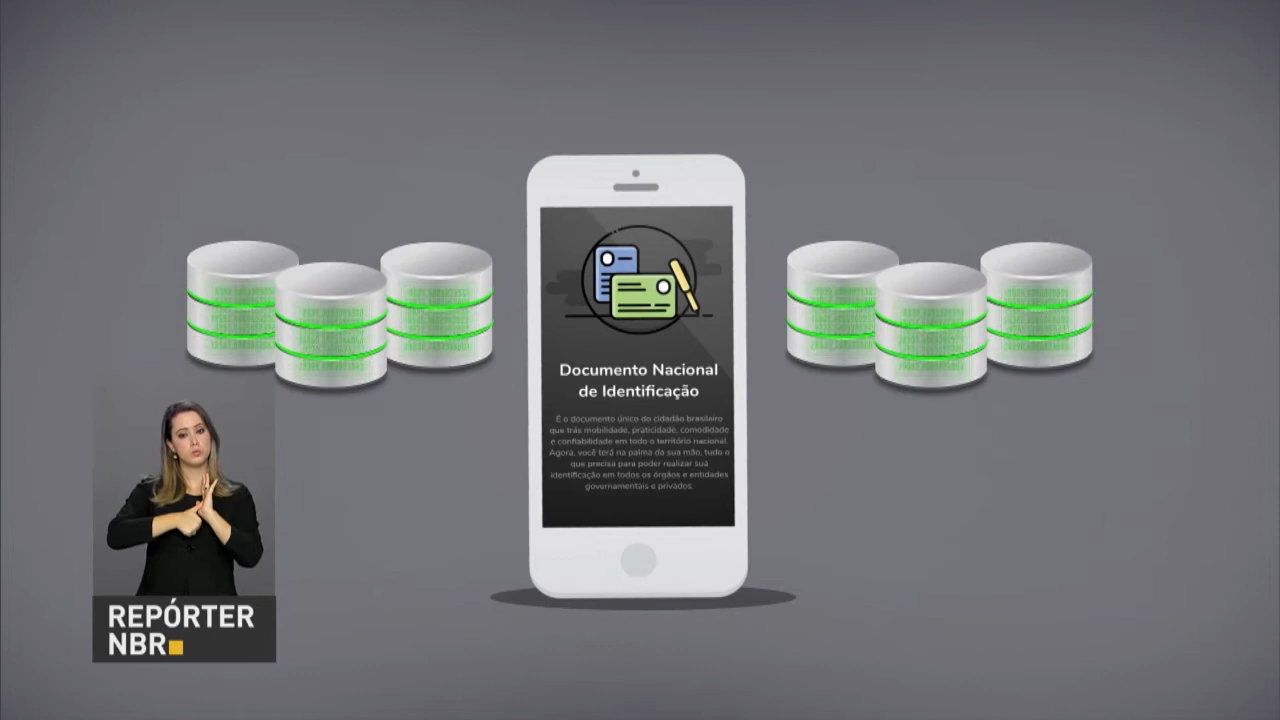 Documento Nacional
de Identificação
É o documento único do cidadão brasileiro
que trás mobilidade, praticidade, comodidade
e confiabilidade em todo o território nacional.
Agora, você terá na palma da sua mão, tudo o
que precisa para poder realizar sua
identificação em todos os órgãos e entidades
governamentais e privados.
REPÓRTER
NBR